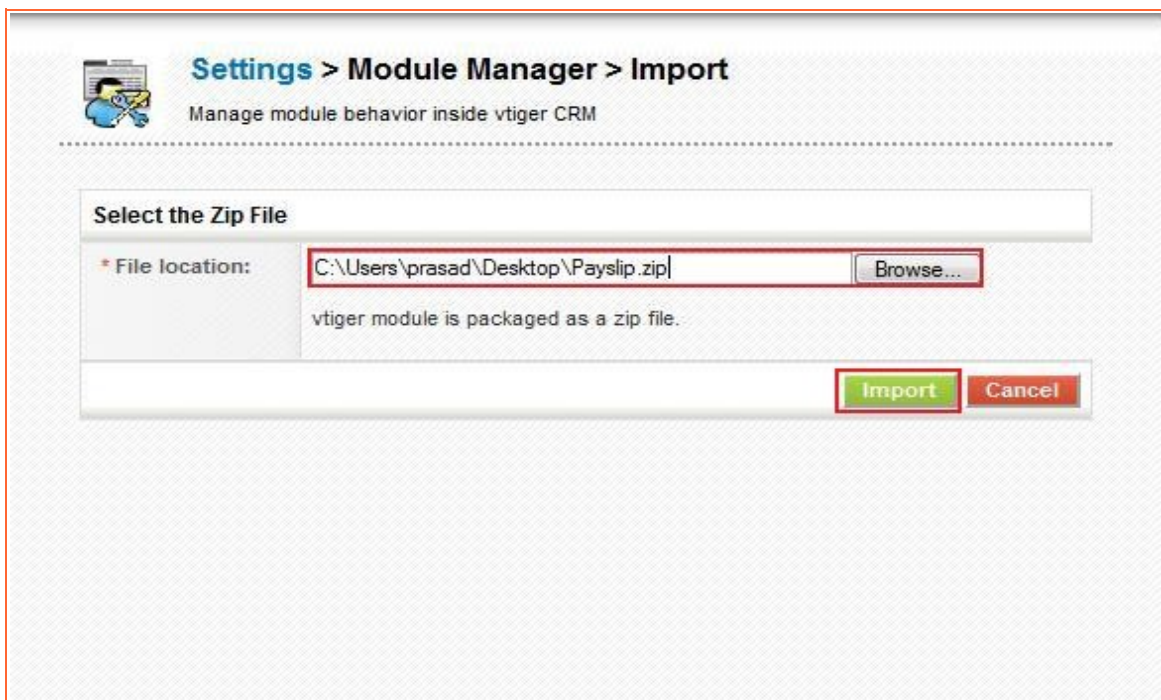 Settings > Module Manager > Import
Manage module behavior inside vtiger CRM
Select the Zip File
* File location:
C:\Users\prasad\Desktop\Payslip.zip
Browse...
vtiger module is packaged as a zip file.
Import
Cancel